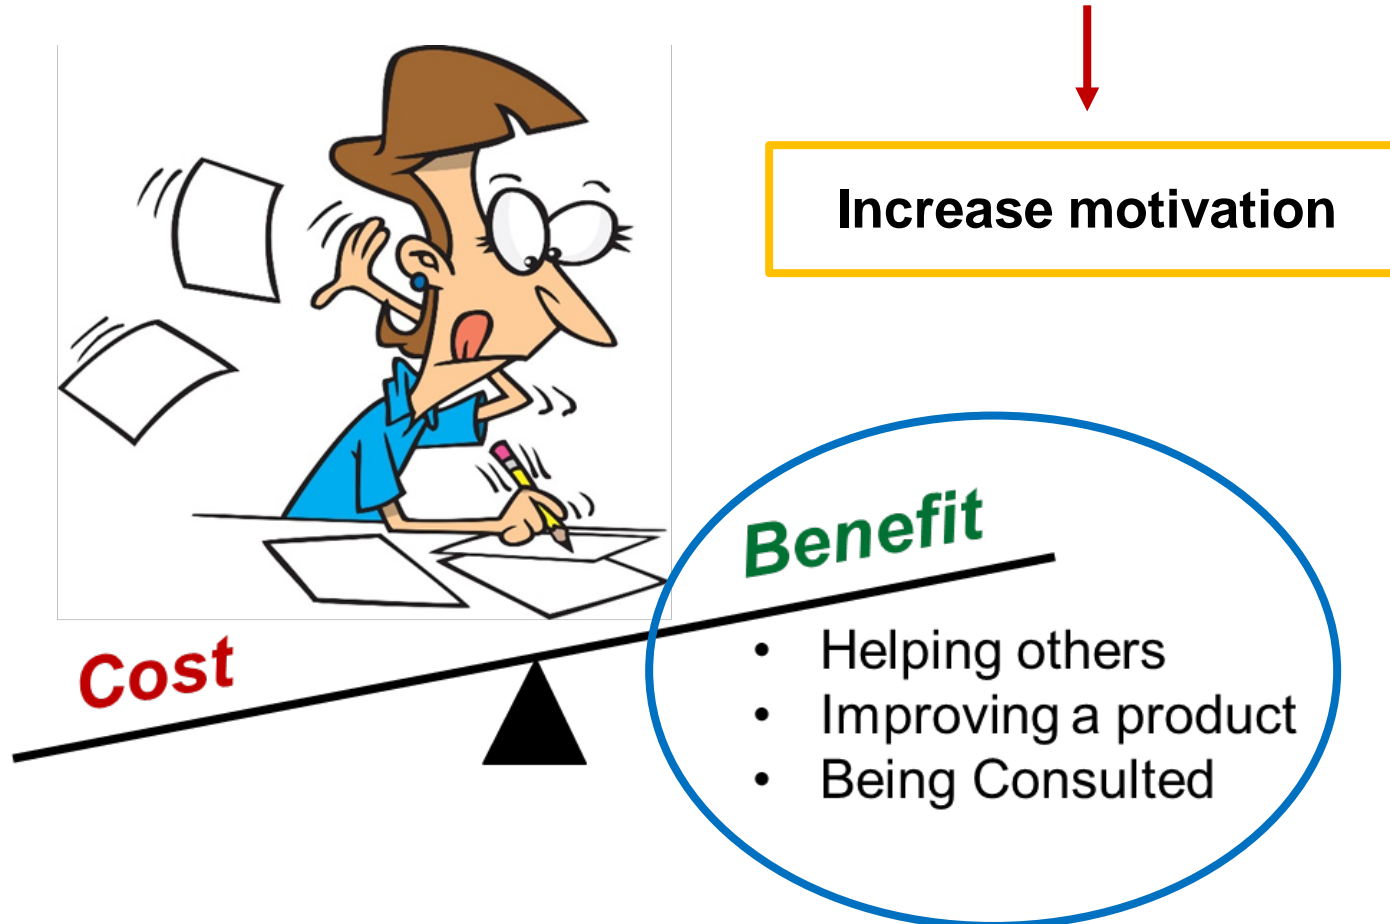 Increase motivation
Benefit
Cost
• Helping others
• Improving a product
• Being Consulted